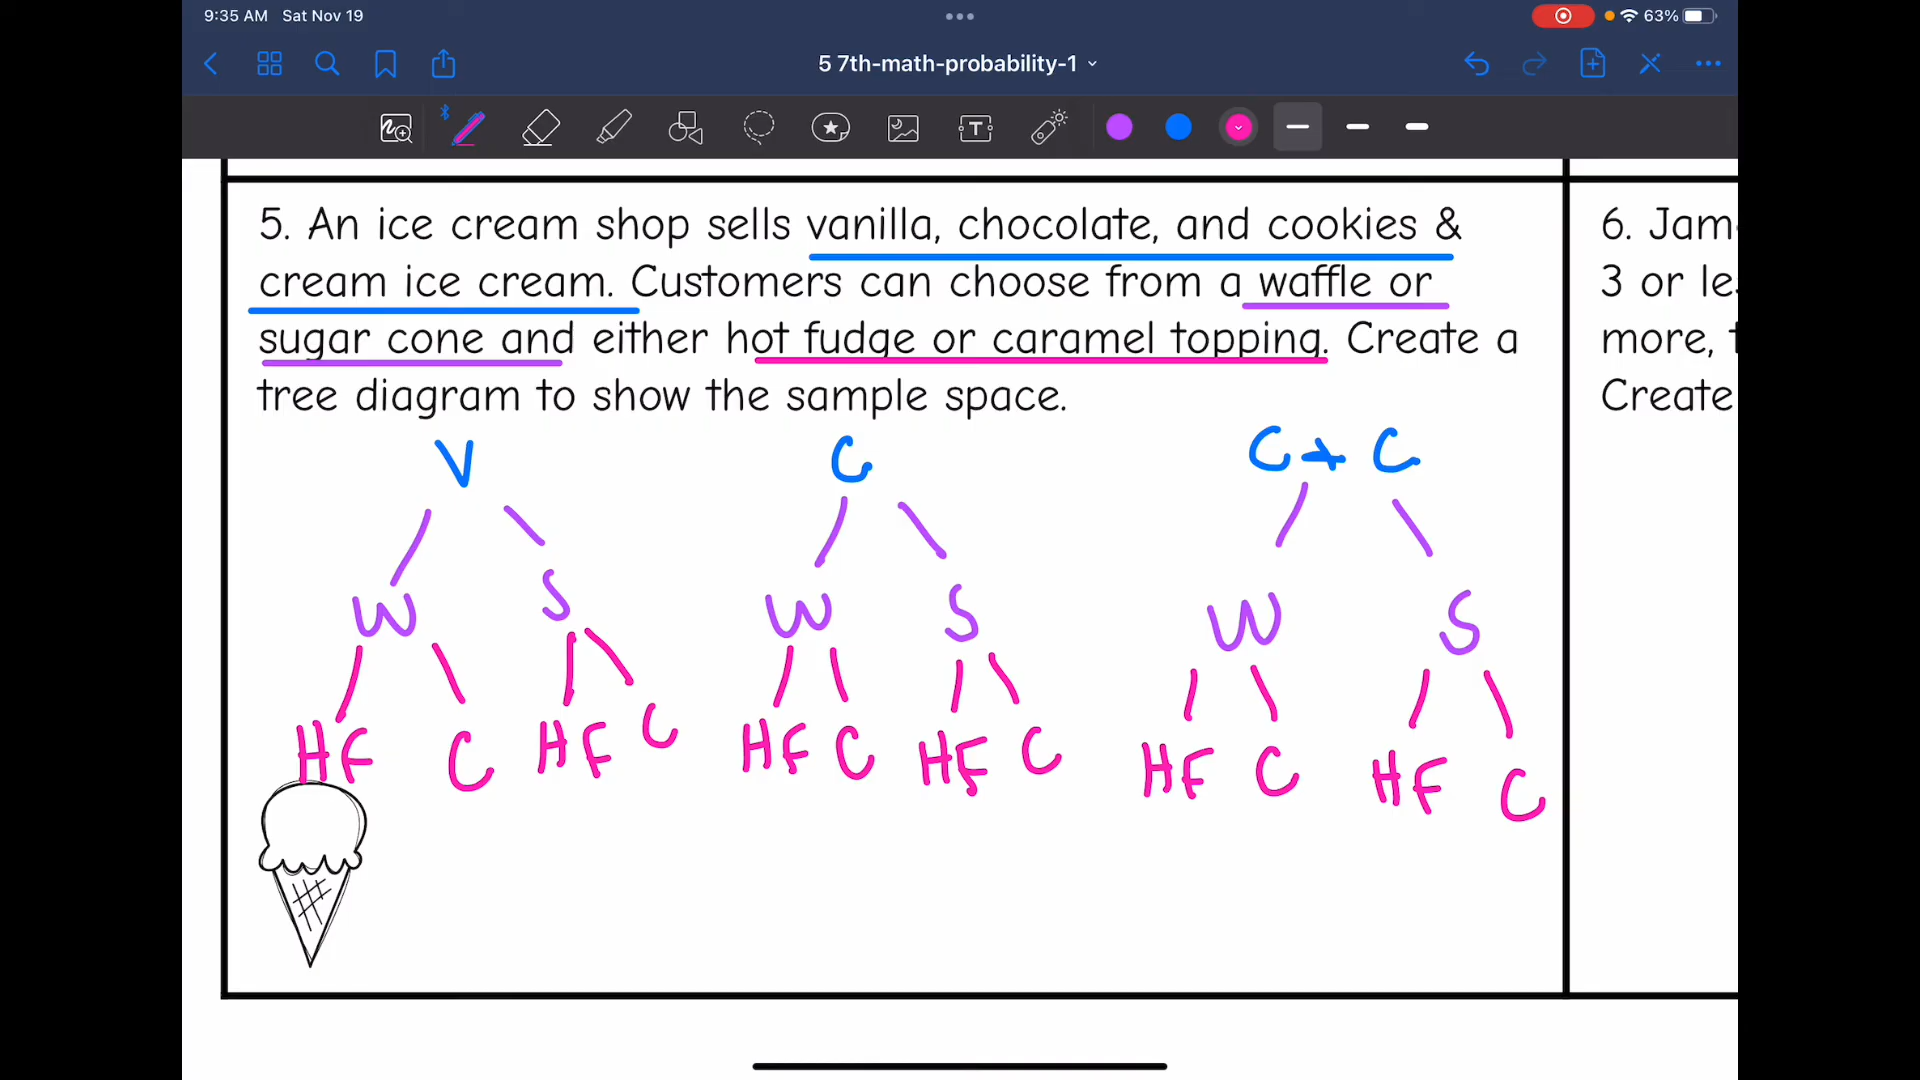 9:35 AM Sat Nov 19
63%
5 7th-math-probability-1
T
5. An ice cream shop sells vanilla, chocolate, and cookies &
cream ice cream. Customers can choose from a waffle or
sugar cone and either hot fudge or caramel topping. Create a
tree diagram to show the sample space.
6. Jam
3 or le
more,
Create
V C C + C
W S W S W S
HF C HF C HF C HF C HF C HF C